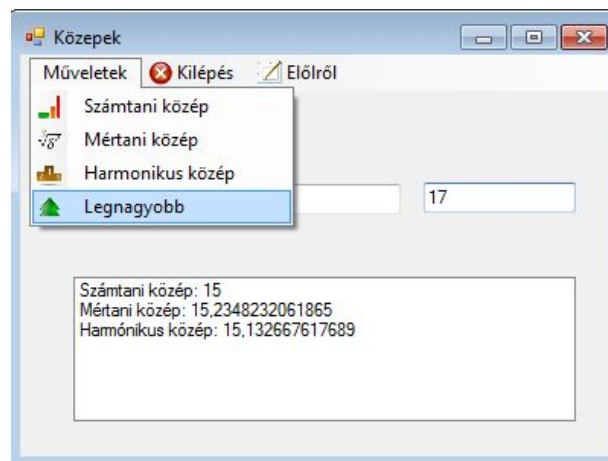 Közepek
Műveletek Kilépés Előlről
Számtani közép
Mértani közép
Harmonikus közép
Legnagyobb
17
Számtani közép: 15
Mértani közép: 15,2348232061865
Harmónikus közép: 15,132667617689